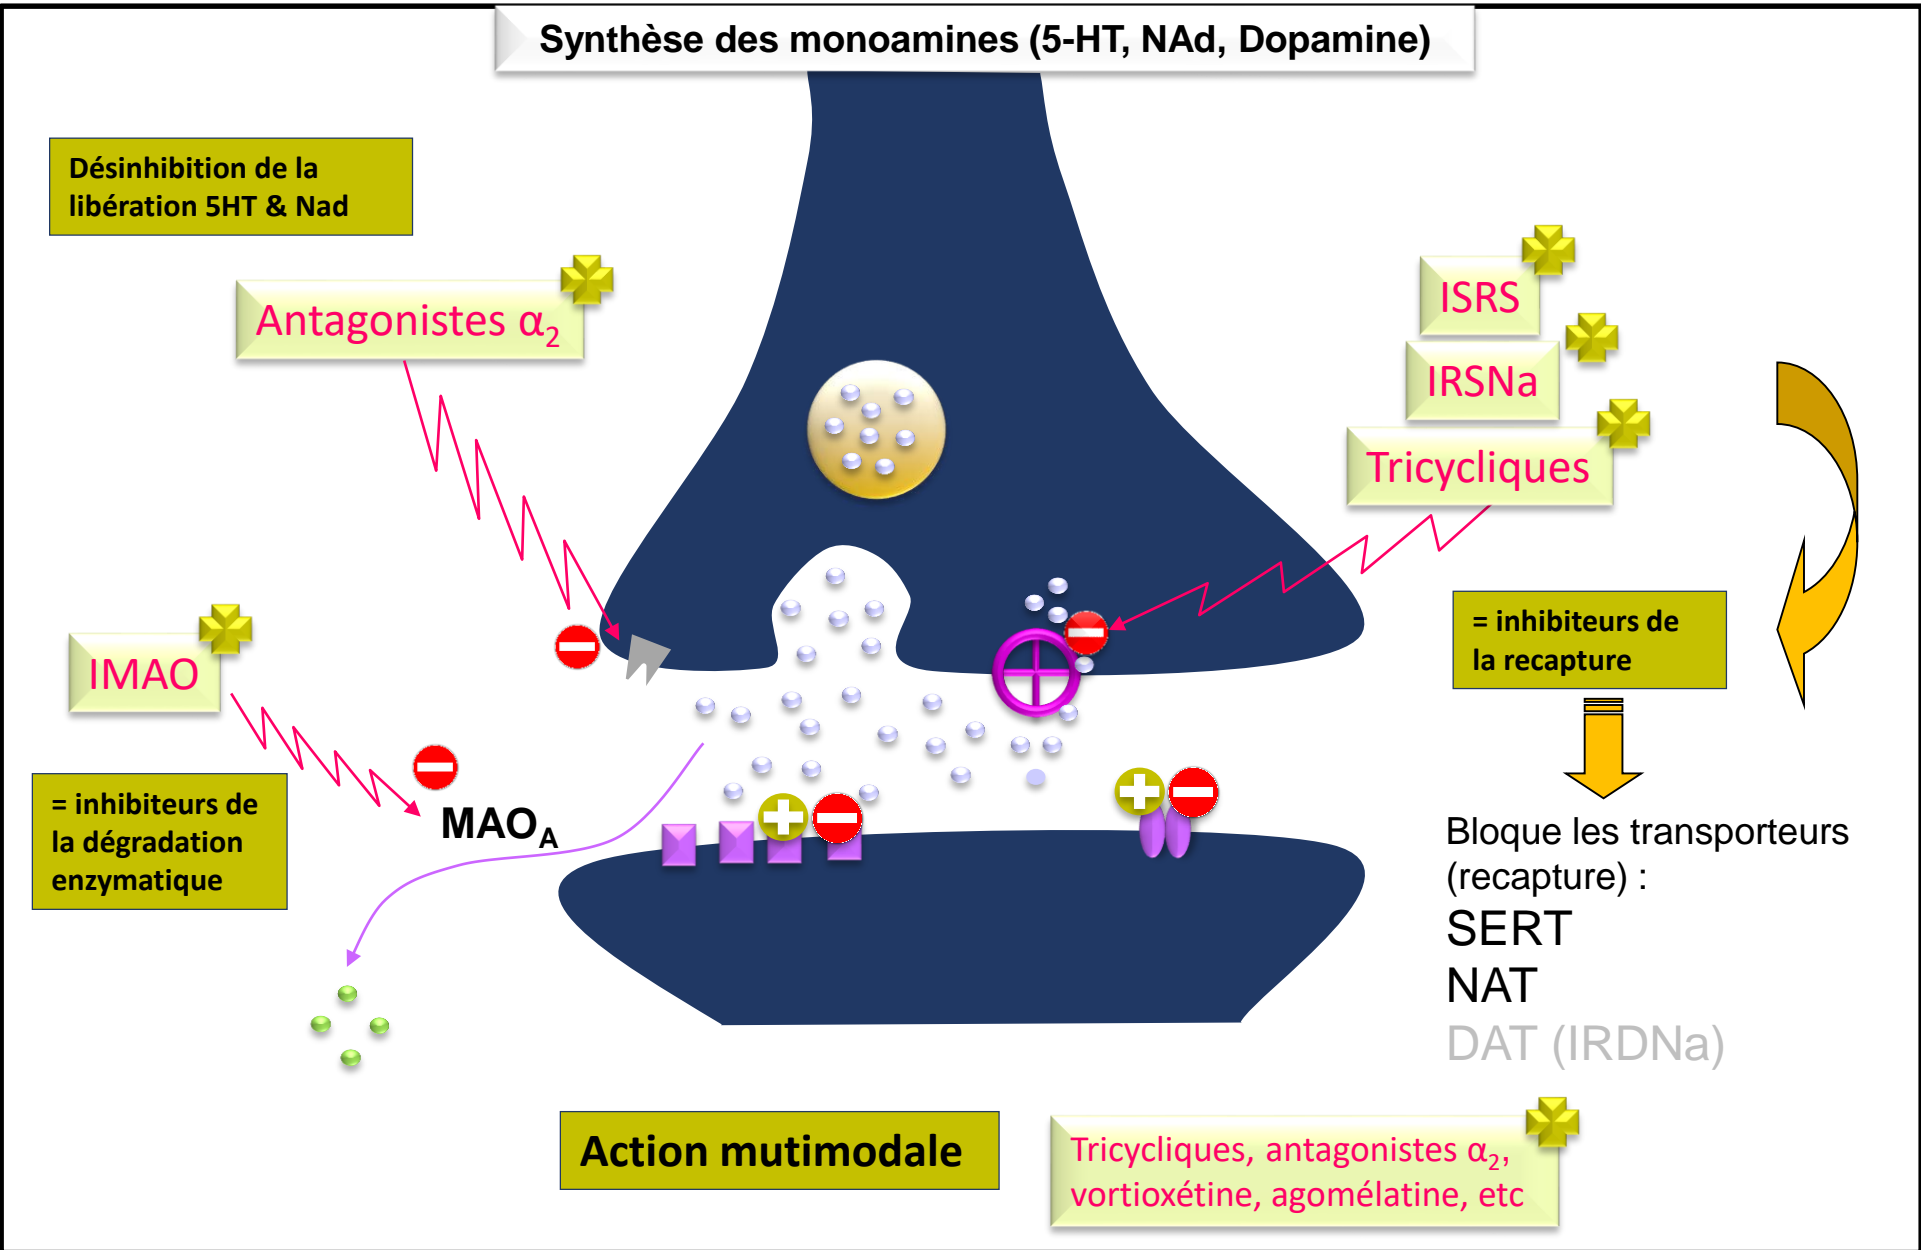 Synthèse des monoamines (5-HT, NAd, Dopamine)
Désinhibition de la
libération 5HT & Nad
Antagonistes α₂
ISRS
IRSNa
Tricycliques
IMAO
= inhibiteurs de
la dégradation
enzymatique
MAO_A
= inhibiteurs de
la recapture
Bloque les transporteurs
(recapture) :
SERT
NAT
DAT (IRDNa)
Action mutimodale
Tricycliques, antagonistes α₂,
vortioxétine, agomélatine, etc